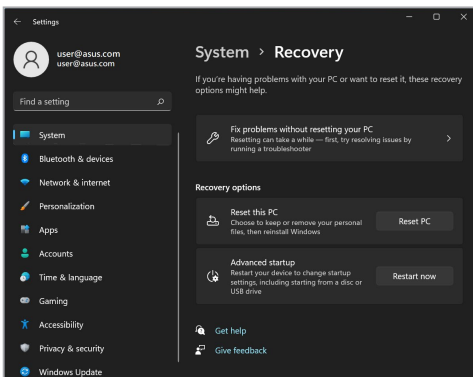 Settings
user@asus.com
user@asus.com
Find a setting
System
Bluetooth & devices
Network & internet
Personalization
Apps
Accounts
Time & language
Gaming
Accessibility
Privacy & security
Windows Update
System > Recovery
If you're having problems with your PC or want to reset it, these recovery
options might help.
Fix problems without resetting your PC
Resetting can take a while — first, try resolving issues by
running a troubleshooter
Recovery options
Reset this PC
Choose to keep or remove your personal
files, then reinstall Windows
Reset PC
Advanced startup
Restart your device to change startup
settings, including starting from a disc or
USB drive
Restart now
Get help
Give feedback